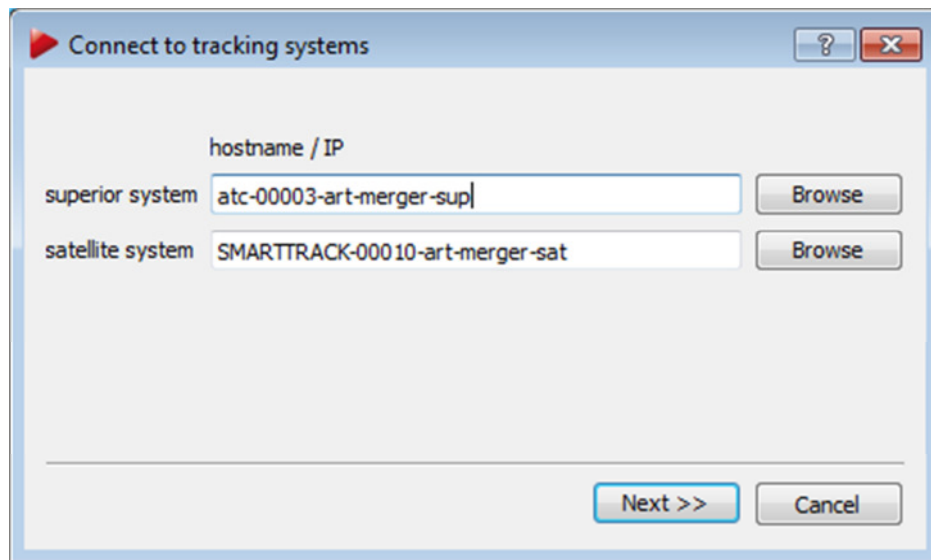 Connect to tracking systems
hostname / IP
superior system atc-00003-art-merger-sup Browse
satellite system SMARTTRACK-00010-art-merger-sat Browse
Next >> Cancel